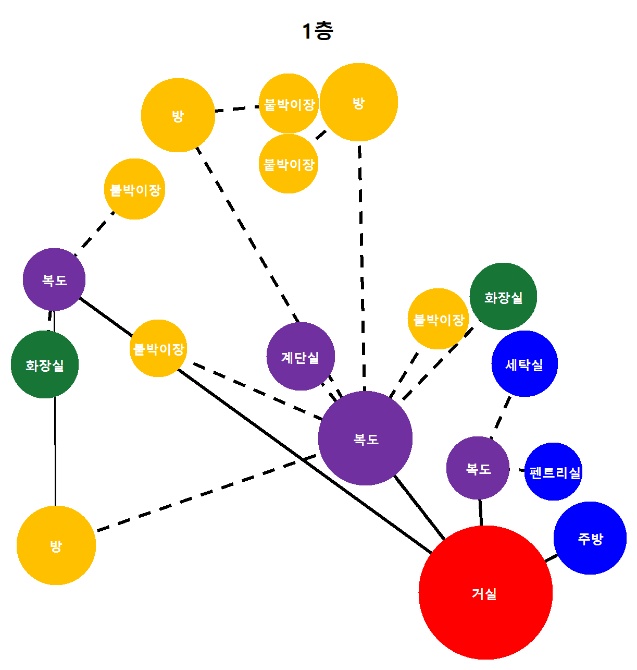 1층
방
붙박이장
방
붙박이장
붙박이장
복도
화장실
붙박이장
붙박이장
계단실
화장실
세탁실
복도
복도
펜트리실
방
주방
거실